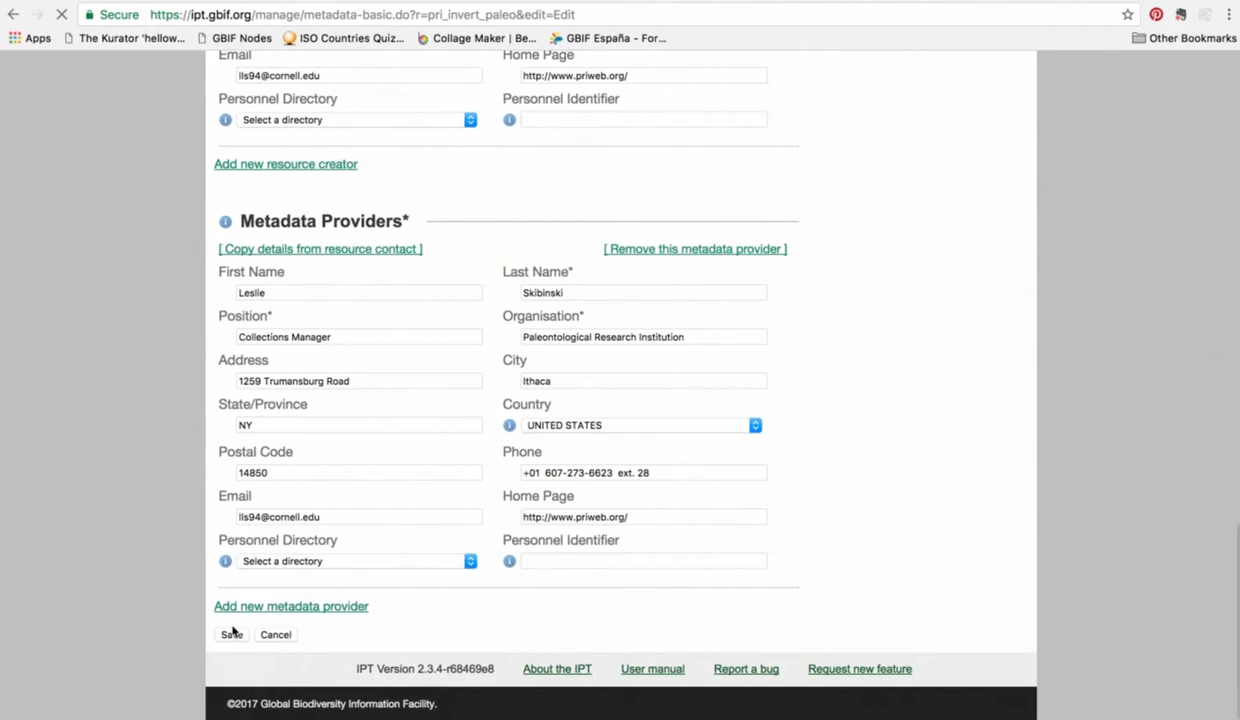 Secure https://ipt.gbif.org/manage/metadata-basic.do?r=pri_invert_paleo&edit=Edit
Apps The Kurator 'hellow... GBIF Nodes ISO Countries Quiz... Collage Maker | Be... GBIF España - For... Other Bookmarks
Email Home Page
lls94@cornell.edu http://www.priweb.org/
Personnel Directory Personnel Identifier
Select a directory
Add new resource creator
Metadata Providers*
[ Copy details from resource contact ] [ Remove this metadata provider ]
First Name Last Name*
Leslie Skibinski
Position* Organisation*
Collections Manager Paleontological Research Institution
Address City
1259 Trumansburg Road Ithaca
State/Province Country
NY UNITED STATES
Postal Code Phone
14850 +01 607-273-6623 ext. 28
Email Home Page
lls94@cornell.edu http://www.priweb.org/
Personnel Directory Personnel Identifier
Select a directory
Add new metadata provider
Save Cancel
IPT Version 2.3.4-r68469e8 About the IPT User manual Report a bug Request new feature
©2017 Global Biodiversity Information Facility.